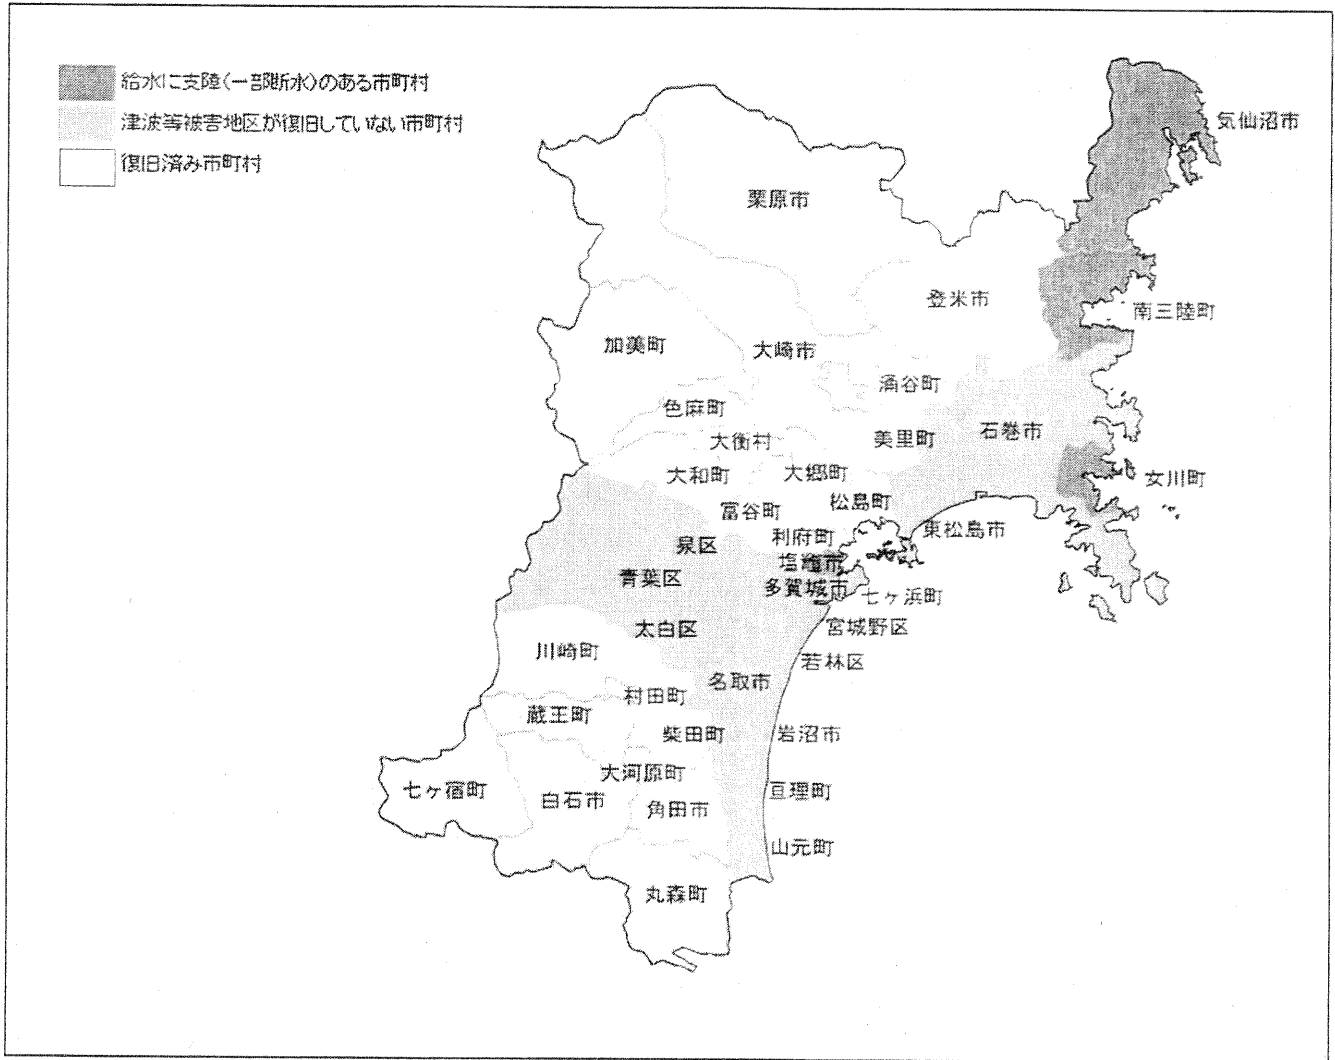 給水に支障(一部断水)のある市町村
津波等被害地区が復旧していない市町村
復旧済み市町村
気仙沼市
栗原市
登米市
南三陸町
加美町
大崎市
涌谷町
色麻町
大衡村
美里町
石巻市
大和町
大郷町
女川町
富谷町
松島町
利府町
東松島市
泉区
塩竈市
青葉区
多賀城市
七ヶ浜町
太白区
宮城野区
川崎町
若林区
名取市
村田町
蔵王町
柴田町
岩沼市
大河原町
七ヶ宿町
白石市
角田市
亘理町
山元町
丸森町